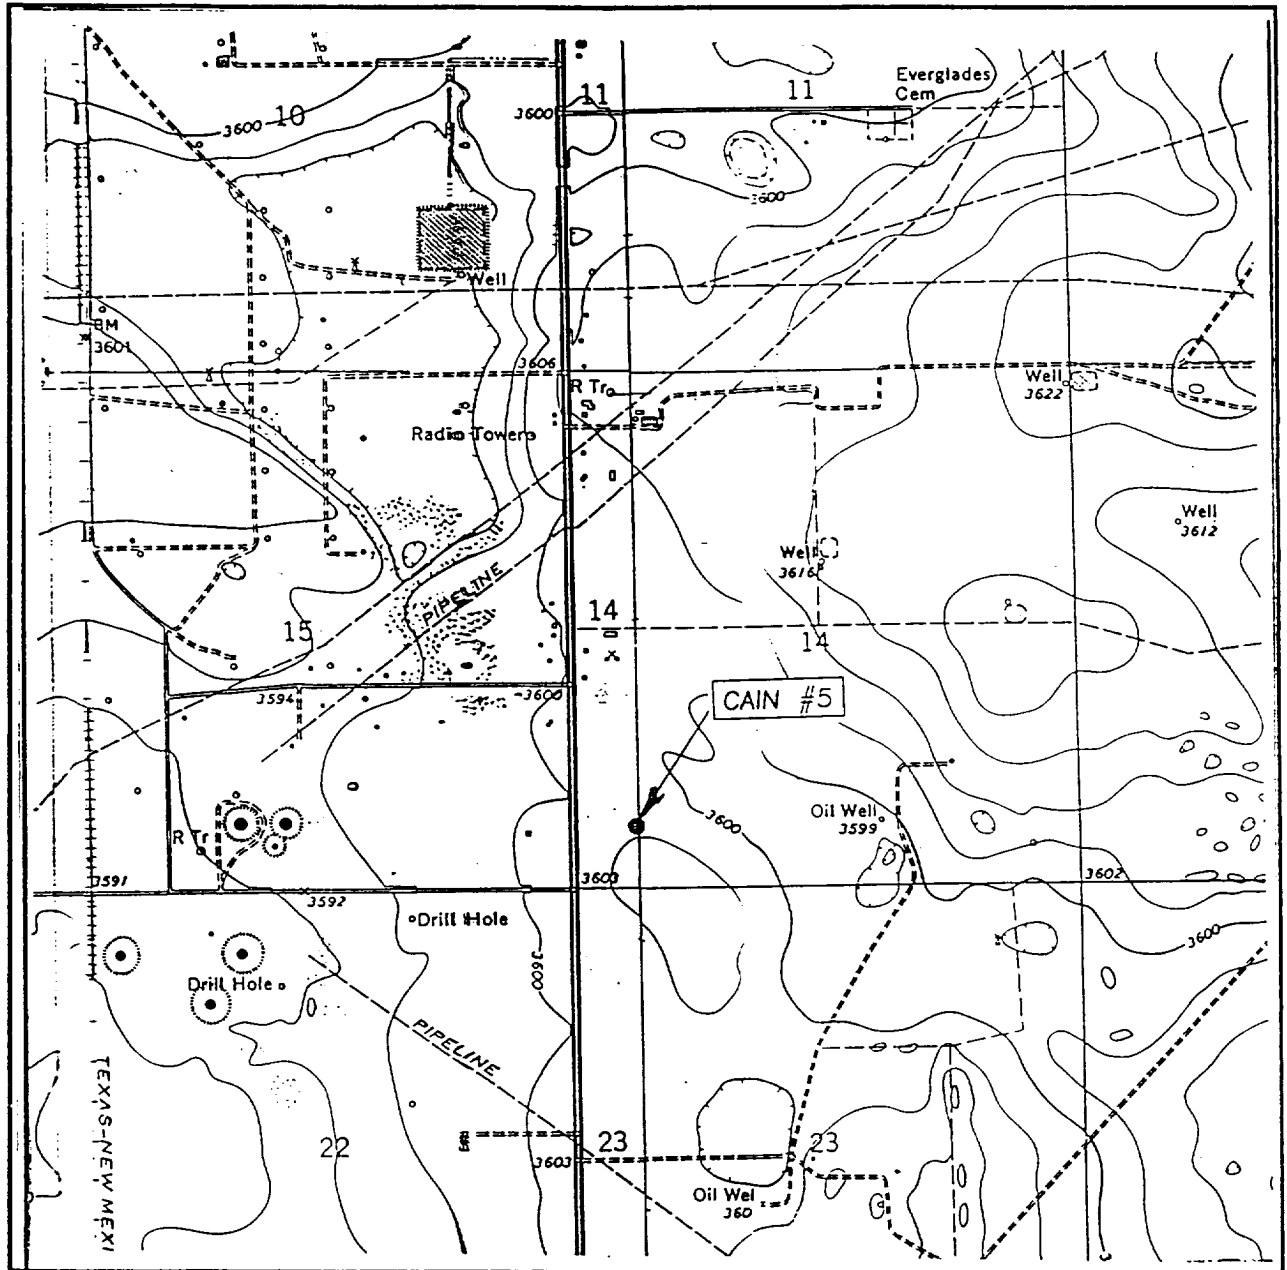 Everglades
Cem
11
11
3600
10
3600
3600
Well
BM
3601
3606
R Tr
Well
3622
Radio Tower
Well
3612
Well
3616
PIPELINE
14
15
14
3594
3600
CAIN #5
3600
Oil Well
3599
R Tr
3591
3592
3603
3602
Drill Hole
3600
3600
Drill Hole
PIPELINE
TEXAS-NEW MEXI
22
23
23
3603
Oil Wel
360